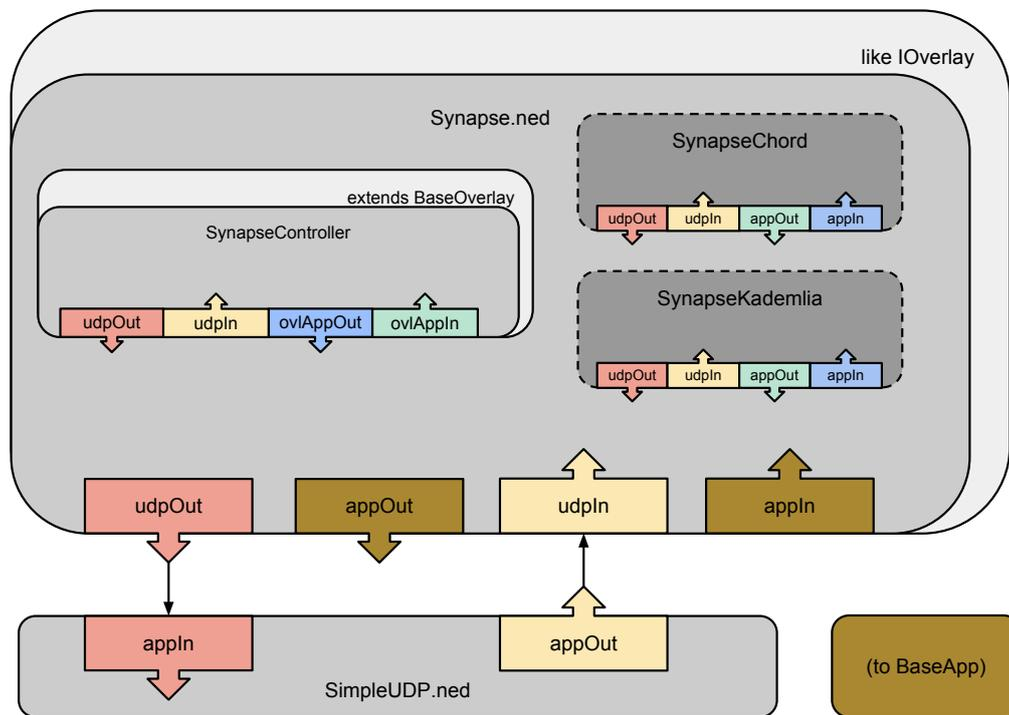 like IOverlay
Synapse.ned
SynapseChord
udpOut udpIn appOut appIn
extends BaseOverlay
SynapseController
udpOut udpIn ovlAppOut ovlAppIn
SynapseKademlia
udpOut udpIn appOut appIn
udpOut appOut udpIn appIn
appIn appOut
SimpleUDP.ned
(to BaseApp)